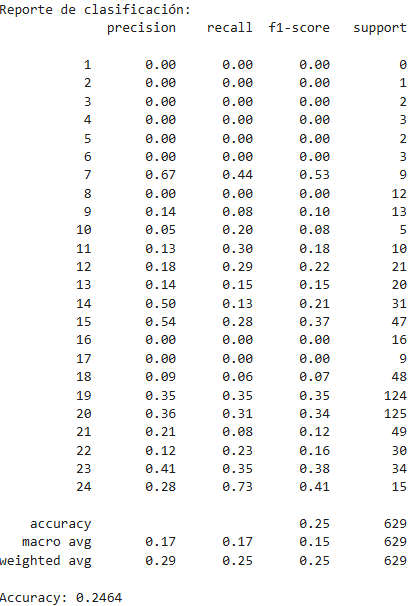 Reporte de clasificación:
precision recall f1-score support
1 0.00 0.00 0.00 0
2 0.00 0.00 0.00 1
3 0.00 0.00 0.00 2
4 0.00 0.00 0.00 3
5 0.00 0.00 0.00 2
6 0.00 0.00 0.00 3
7 0.67 0.44 0.53 9
8 0.00 0.00 0.00 12
9 0.14 0.08 0.10 13
10 0.05 0.20 0.08 5
11 0.13 0.30 0.18 10
12 0.18 0.29 0.22 21
13 0.14 0.15 0.15 20
14 0.50 0.13 0.21 31
15 0.54 0.28 0.37 47
16 0.00 0.00 0.00 16
17 0.00 0.00 0.00 9
18 0.09 0.06 0.07 48
19 0.35 0.35 0.35 124
20 0.36 0.31 0.34 125
21 0.21 0.08 0.12 49
22 0.12 0.23 0.16 30
23 0.41 0.35 0.38 34
24 0.28 0.73 0.41 15
accuracy 0.25 629
macro avg 0.17 0.17 0.15 629
weighted avg 0.29 0.25 0.25 629
Accuracy: 0.2464